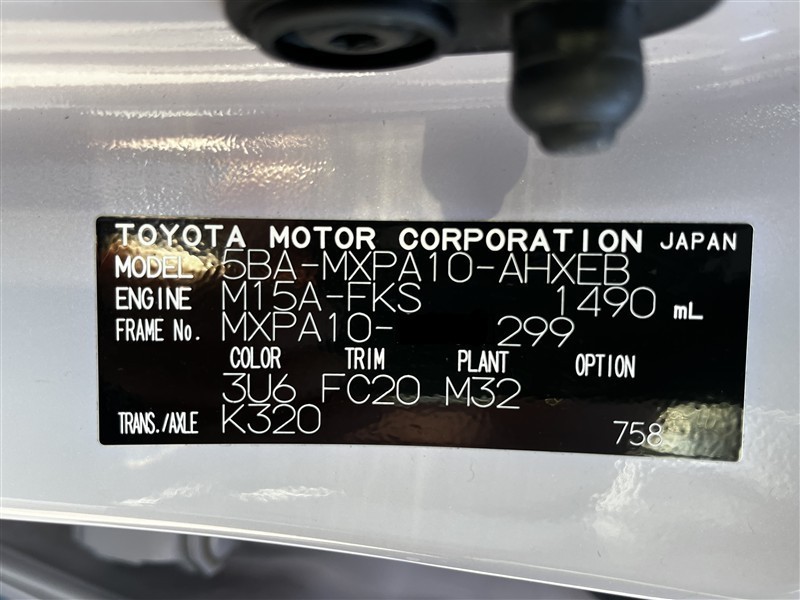 TOYOTA MOTOR CORPORATION JAPAN
MODEL 5BA-MXPA10-AHXEB
ENGINE M15A-FKS 1490 mL
FRAME No. MXPA10- 299
COLOR TRIM PLANT OPTION
3U6 FC20 M32
TRANS./AXLE K320 758